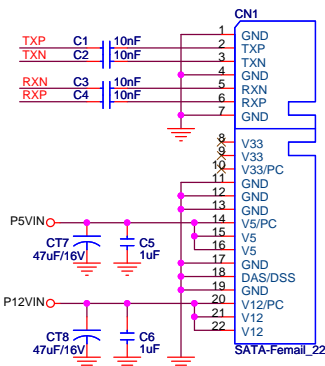 CN1
TXP C1 10nF 1 GND
TXN C2 10nF 2 TXP
3 TXN
RXN C3 10nF 4 GND
RXP C4 10nF 5 RXN
6 RXP
7 GND
8 V33
9 V33
10 V33/PC
11 GND
12 GND
13 GND
P5VIN 14 V5/PC
15 V5
16 V5
CT7 47uF/16V C5 1uF
17 GND
18 DAS/DSS
19 GND
P12VIN 20 V12/PC
21 V12
22 V12
CT8 47uF/16V C6 1uF
SATA-Femail_22